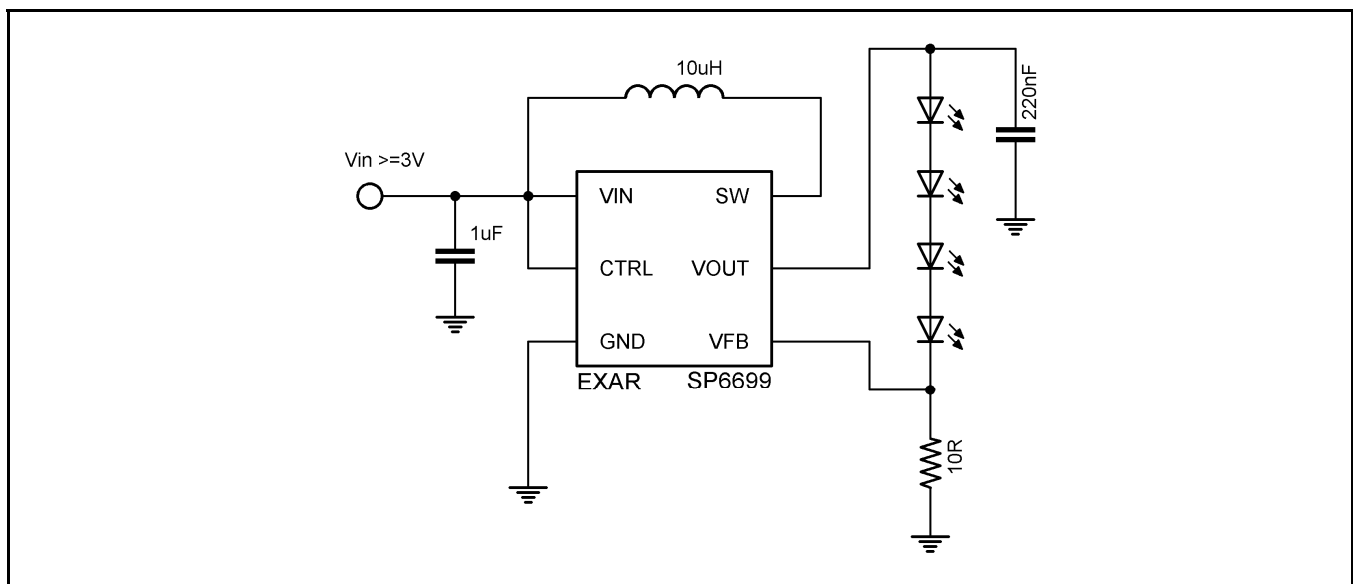 10uH
220nF
Vin >=3V
VIN
SW
1uF
CTRL
VOUT
GND
VFB
EXAR
SP6699
10R